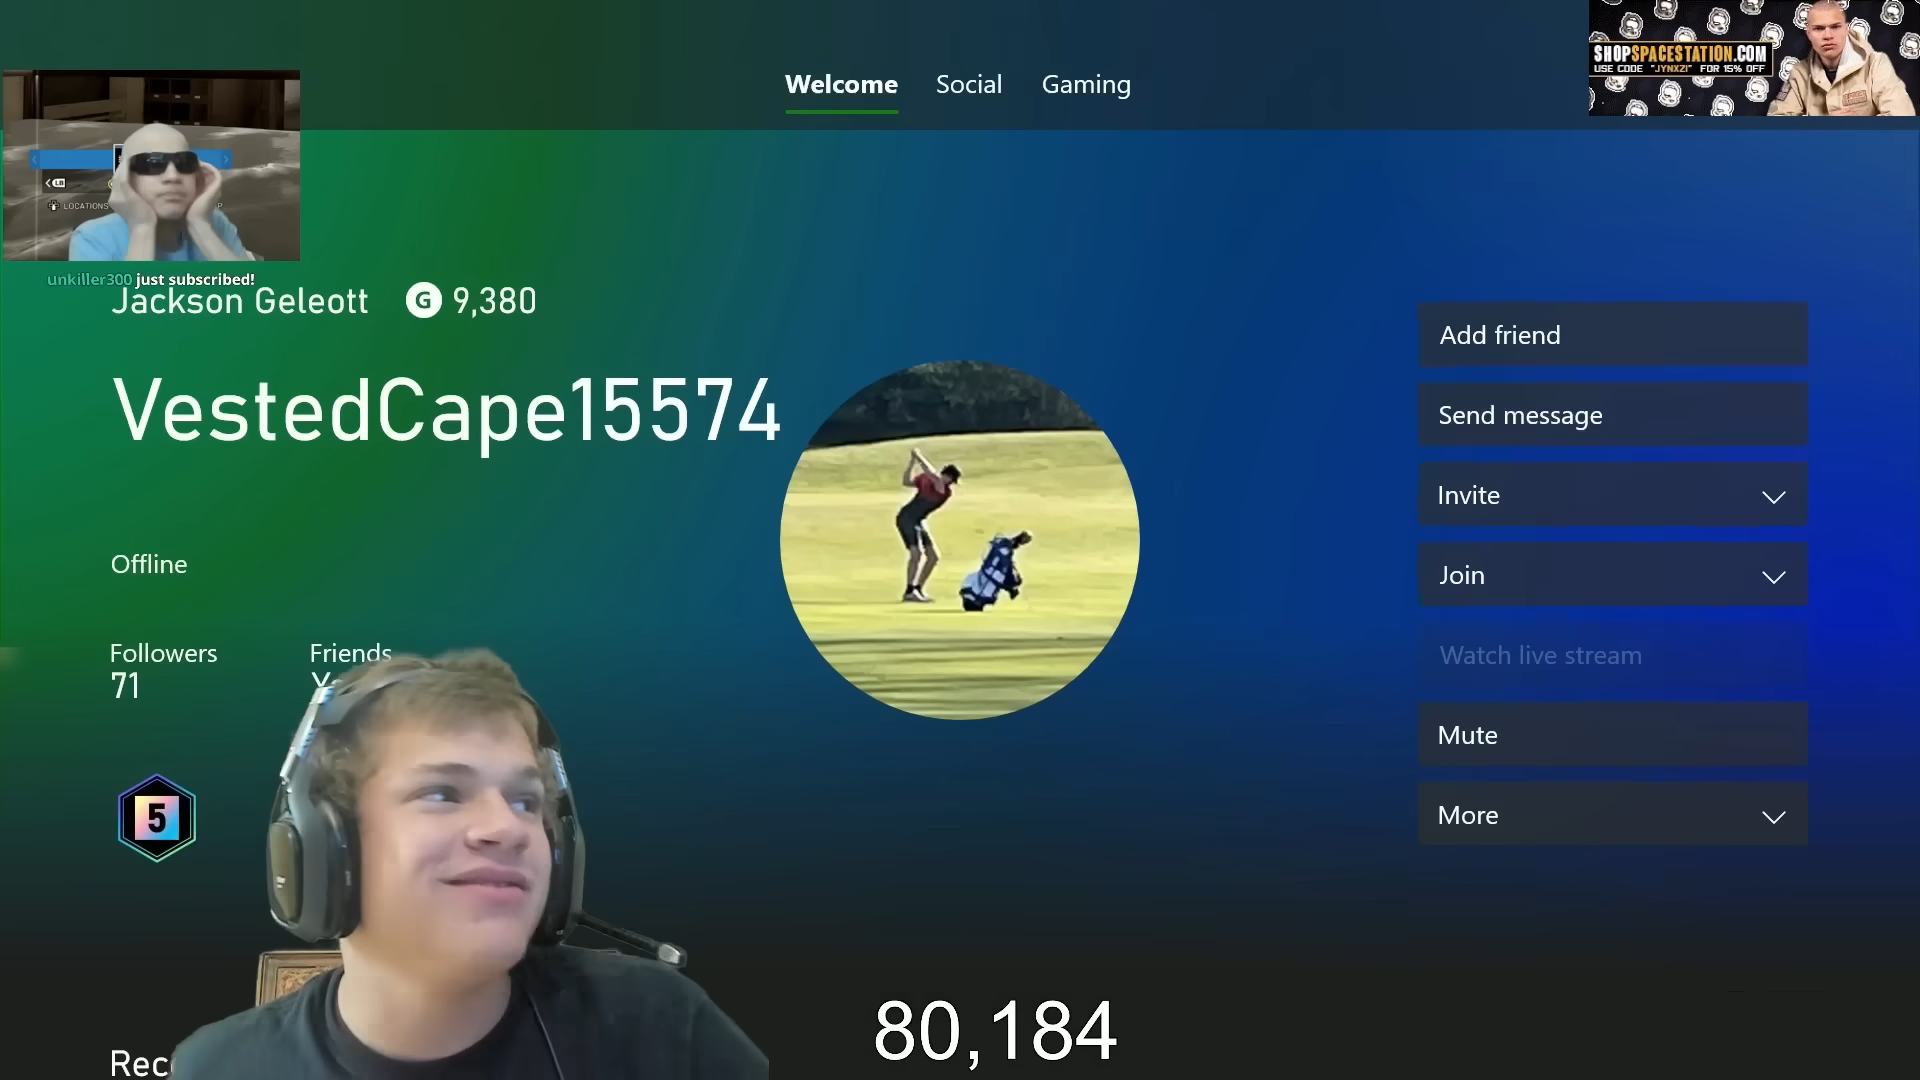 Welcome Social Gaming
SHOPSPACESTATION.COM
USE CODE "JYNXZI" FOR 15% OFF
LB
LOCATIONS
unkiller300 just subscribed!
Jackson Geleott G 9,380
VestedCape15574
Offline
Followers Friends
71
5
Add friend
Send message
Invite
Join
Watch live stream
Mute
More
80,184